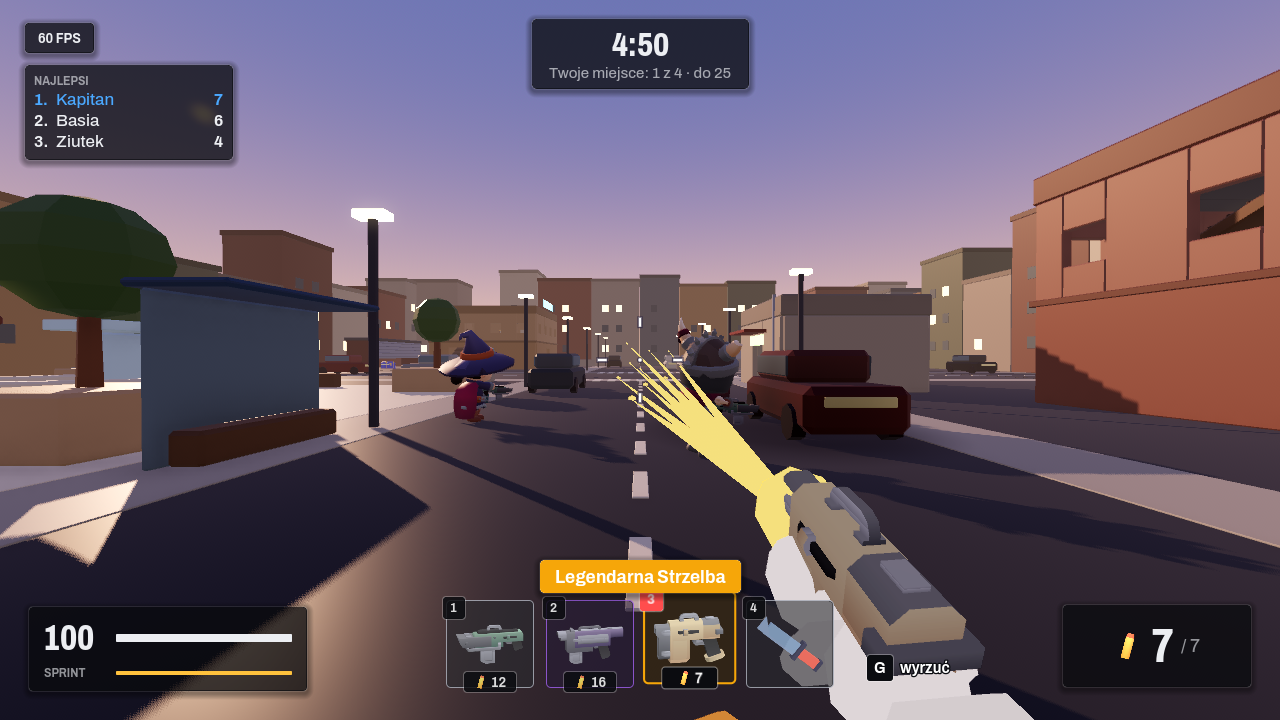 60 FPS
NAJLEPSI
1. Kapitan 7
2. Basia 6
3. Ziutek 4
4:50
Twoje miejsce: 1 z 4 · do 25
Legendarna Strzelba
1
2
3
4
12
16
7
G wyrzuć
100
SPRINT
7 / 7